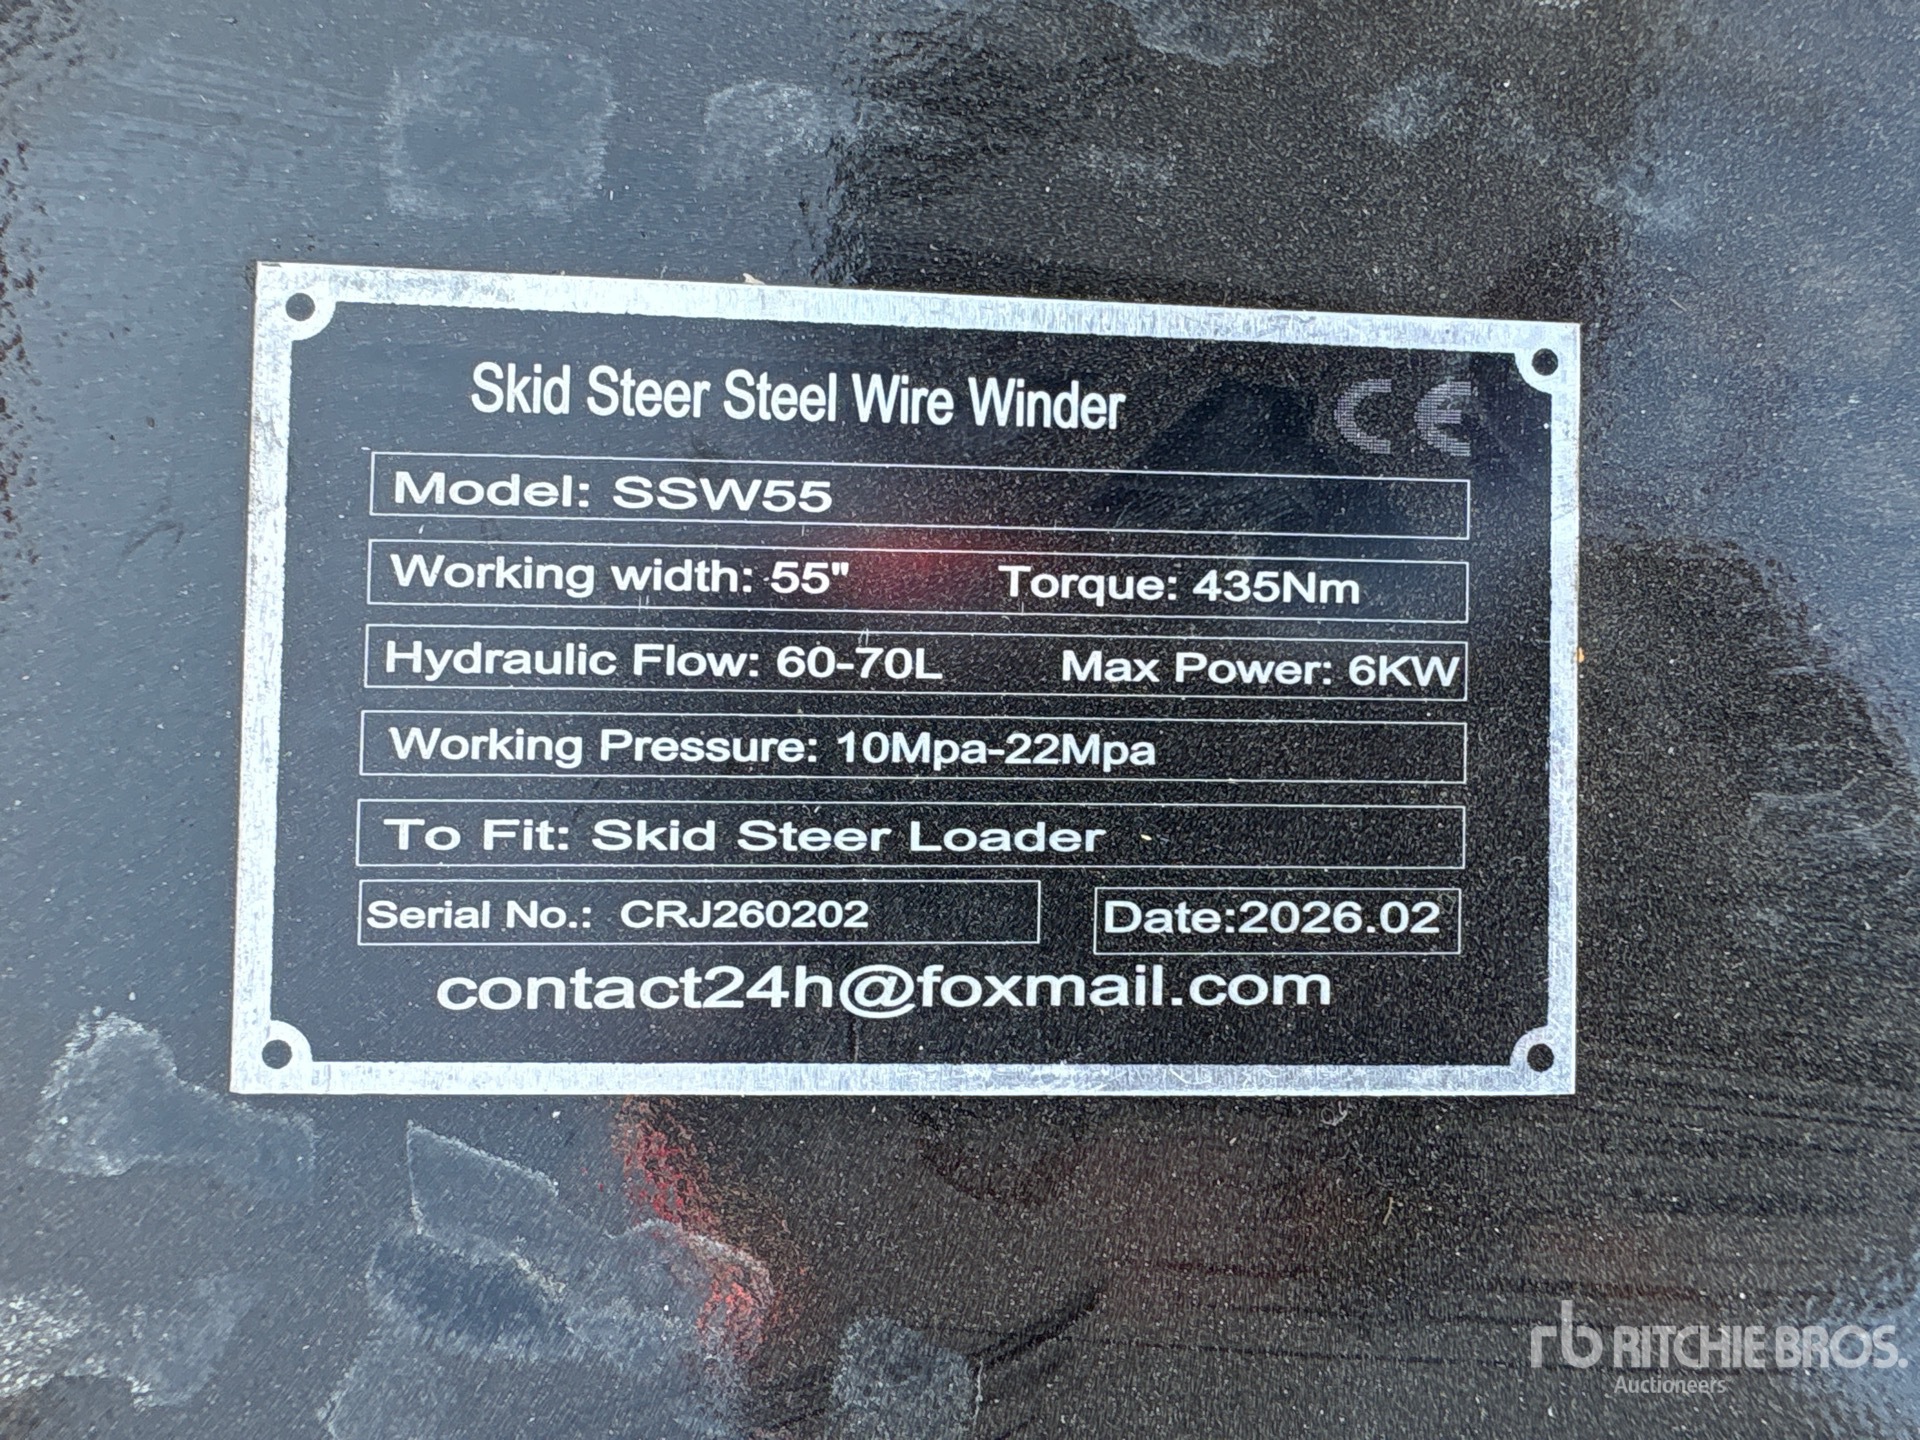 Skid Steer Steel Wire Winder CE
Model: SSW55
Working width: 55" Torque: 435Nm
Hydraulic Flow: 60-70L Max Power: 6KW
Working Pressure: 10Mpa-22Mpa
To Fit: Skid Steer Loader
Serial No.: CRJ260202 Date:2026.02
contact24h@foxmail.com
rb RITCHIE BROS.
Auctioneers